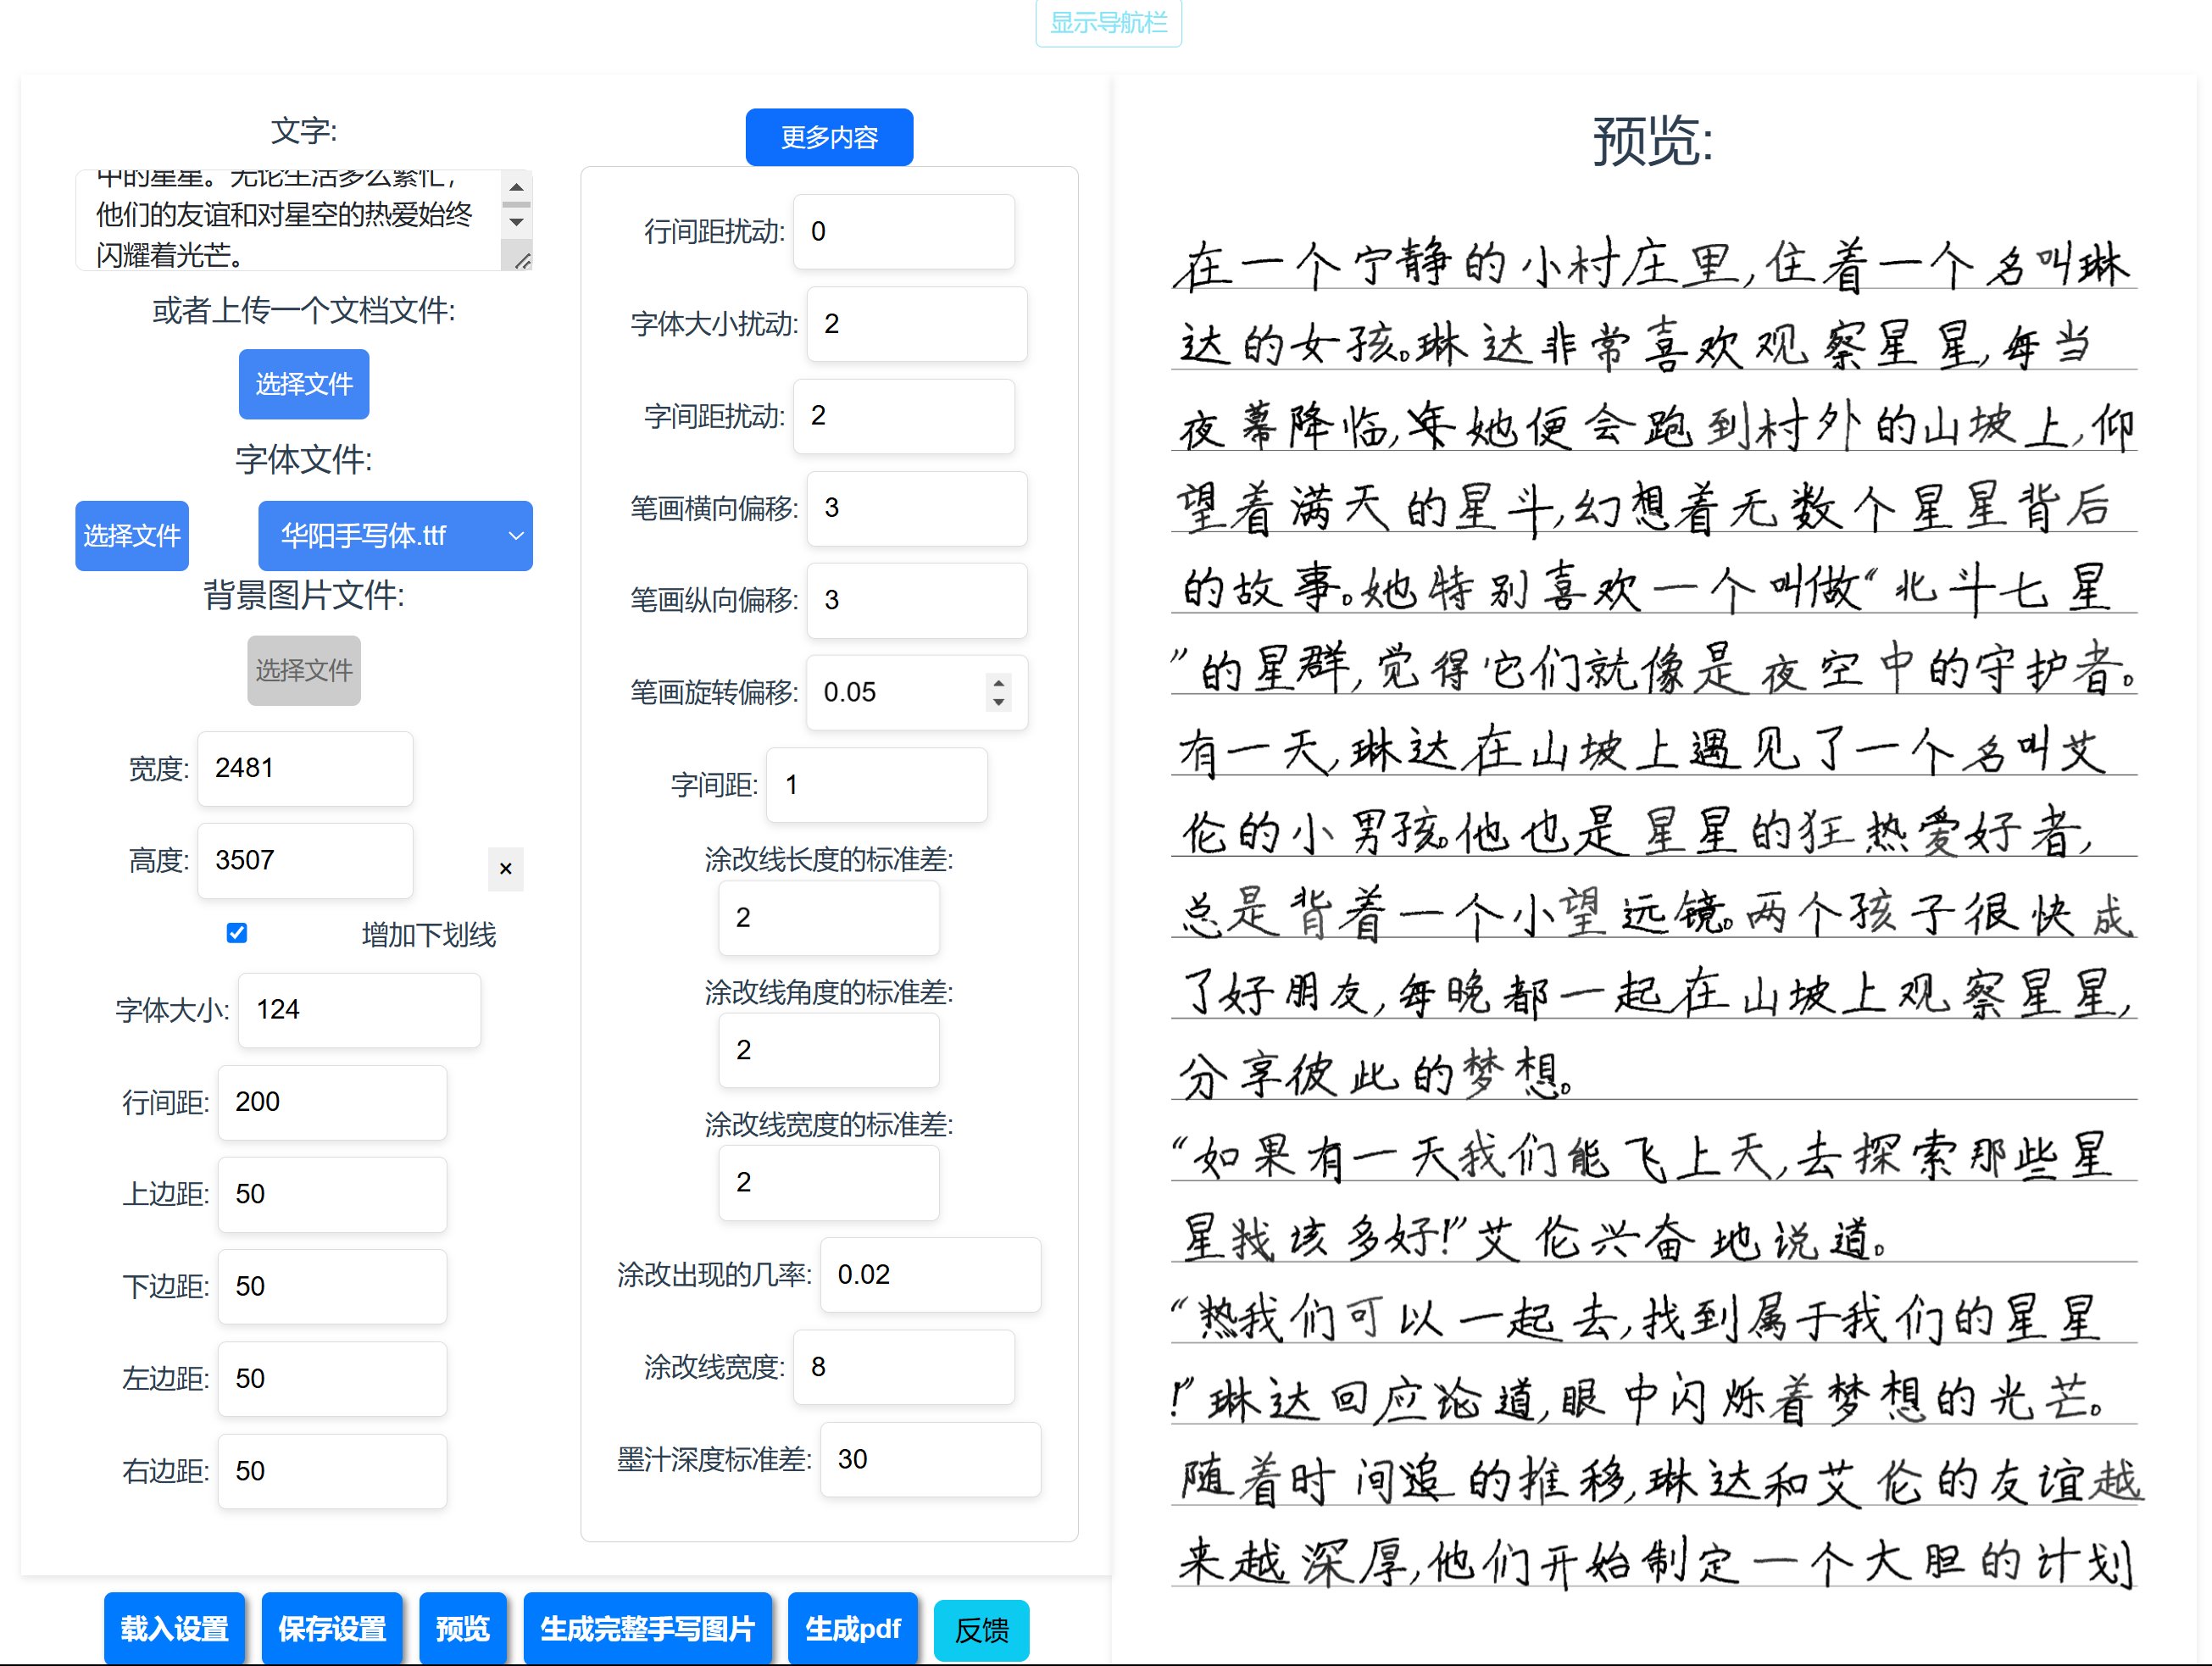 显示导航栏
文字:
中的星星。无论生活多么繁忙，
他们的友谊和对星空的热爱始终
闪耀着光芒。
或者上传一个文档文件:
选择文件
字体文件:
选择文件
华阳手写体.ttf
背景图片文件:
选择文件
宽度: 2481
高度: 3507
×
增加下划线
字体大小: 124
行间距: 200
上边距: 50
下边距: 50
左边距: 50
右边距: 50
更多内容
行间距扰动: 0
字体大小扰动: 2
字间距扰动: 2
笔画横向偏移: 3
笔画纵向偏移: 3
笔画旋转偏移: 0.05
字间距: 1
涂改线长度的标准差:
2
涂改线角度的标准差:
2
涂改线宽度的标准差:
2
涂改出现的几率: 0.02
涂改线宽度: 8
墨汁深度标准差: 30
载入设置
保存设置
预览
生成完整手写图片
生成pdf
反馈
预览:
在一个宁静的小村庄里,住着一个名叫琳
达的女孩。琳达非常喜欢观察星星,每当
夜幕降临,她便会跑到村外的山坡上,仰
望着满天的星斗,幻想着无数个星星背后
的故事。她特别喜欢一个叫做“北斗七星
”的星群,觉得它们就像是夜空中的守护者。
有一天,琳达在山坡上遇见了一个名叫艾
伦的小男孩。他也是星星的狂热爱好者,
总是背着一个小望远镜。两个孩子很快成
了好朋友,每晚都一起在山坡上观察星星,
分享彼此的梦想。
“如果有一天我们能飞上天,去探索那些星
星该多好!”艾伦兴奋地说道。
“我们可以一起去,找到属于我们的星星
!”琳达回应道,眼中闪烁着梦想的光芒。
随着时间的推移,琳达和艾伦的友谊越
来越深厚,他们开始制定一个大胆的计划